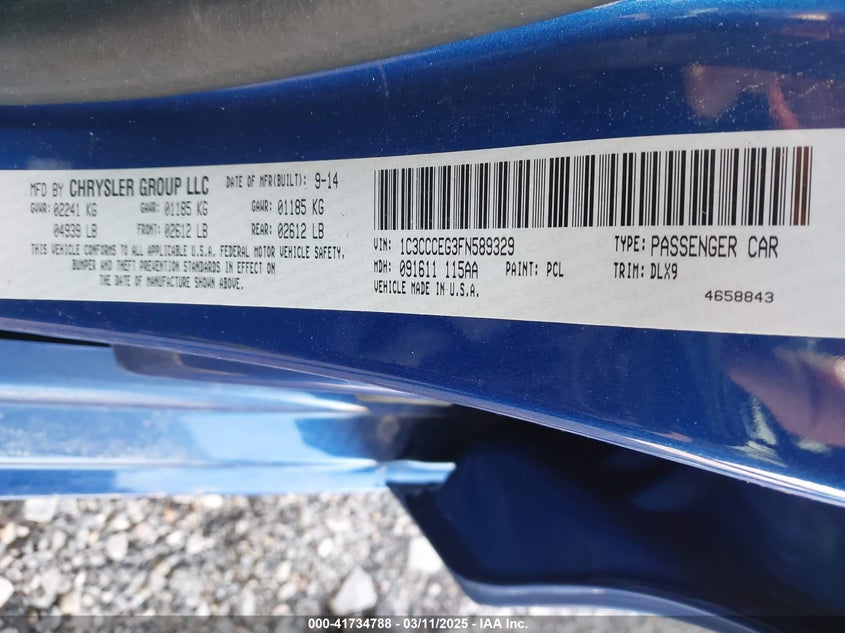 MFD BY CHRYSLER GROUP LLC DATE OF MFR(BUILT): 9-14
GVWR: 02241 KG GAWR: 01185 KG GAWR: 01185 KG
04939 LB FRONT: 02612 LB REAR: 02612 LB
THIS VEHICLE CONFORMS TO ALL APPLICABLE U.S.A. FEDERAL MOTOR VEHICLE SAFETY,
BUMPER AND THEFT PREVENTION STANDARDS IN EFFECT ON
THE DATE OF MANUFACTURE SHOWN ABOVE.
VIN: 1C3CCCEG3FN589329 TYPE: PASSENGER CAR
MDH: 091611 115AA PAINT: PCL TRIM: DLX9
VEHICLE MADE IN U.S.A.
4658843
000-41734788 - 03/11/2025 - IAA Inc.